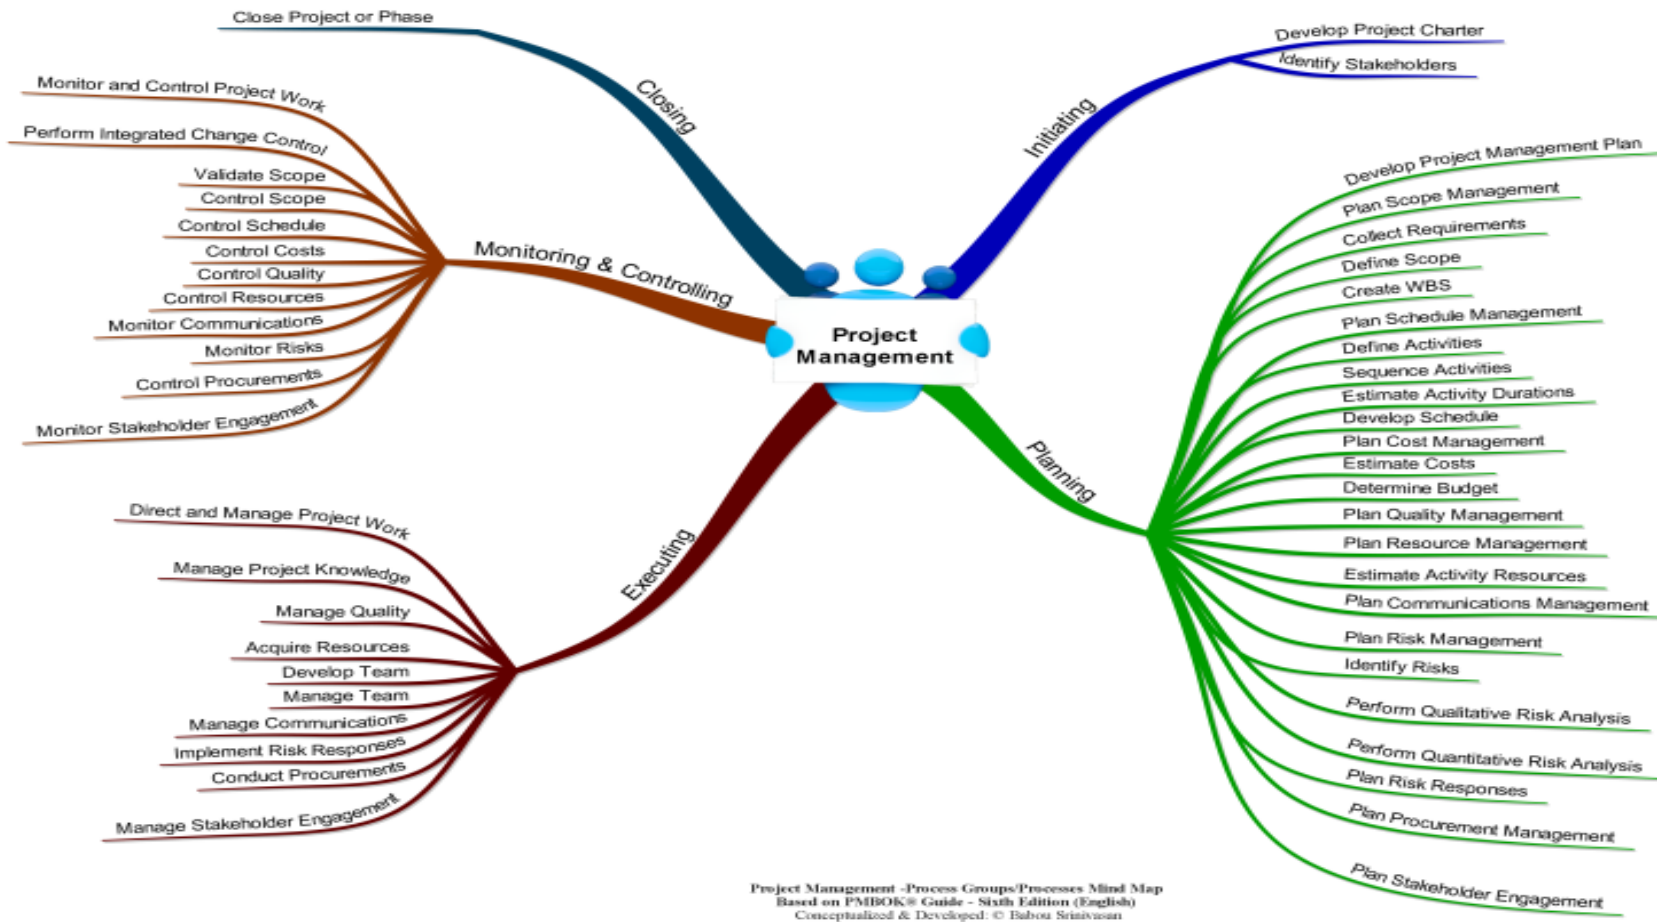 Project
Management
Initiating
Develop Project Charter
Identify Stakeholders
Planning
Develop Project Management Plan
Plan Scope Management
Collect Requirements
Define Scope
Create WBS
Plan Schedule Management
Define Activities
Sequence Activities
Estimate Activity Durations
Develop Schedule
Plan Cost Management
Estimate Costs
Determine Budget
Plan Quality Management
Plan Resource Management
Estimate Activity Resources
Plan Communications Management
Plan Risk Management
Identify Risks
Perform Qualitative Risk Analysis
Perform Quantitative Risk Analysis
Plan Risk Responses
Plan Procurement Management
Plan Stakeholder Engagement
Executing
Direct and Manage Project Work
Manage Project Knowledge
Manage Quality
Acquire Resources
Develop Team
Manage Team
Manage Communications
Implement Risk Responses
Conduct Procurements
Manage Stakeholder Engagement
Monitoring & Controlling
Monitor and Control Project Work
Perform Integrated Change Control
Validate Scope
Control Scope
Control Schedule
Control Costs
Control Quality
Control Resources
Monitor Communications
Monitor Risks
Control Procurements
Monitor Stakeholder Engagement
Closing
Close Project or Phase
Project Management -Process Groups/Processes Mind Map
Based on PMBOK® Guide - Sixth Edition (English)
Conceptualized & Developed: © Babou Srinivasan